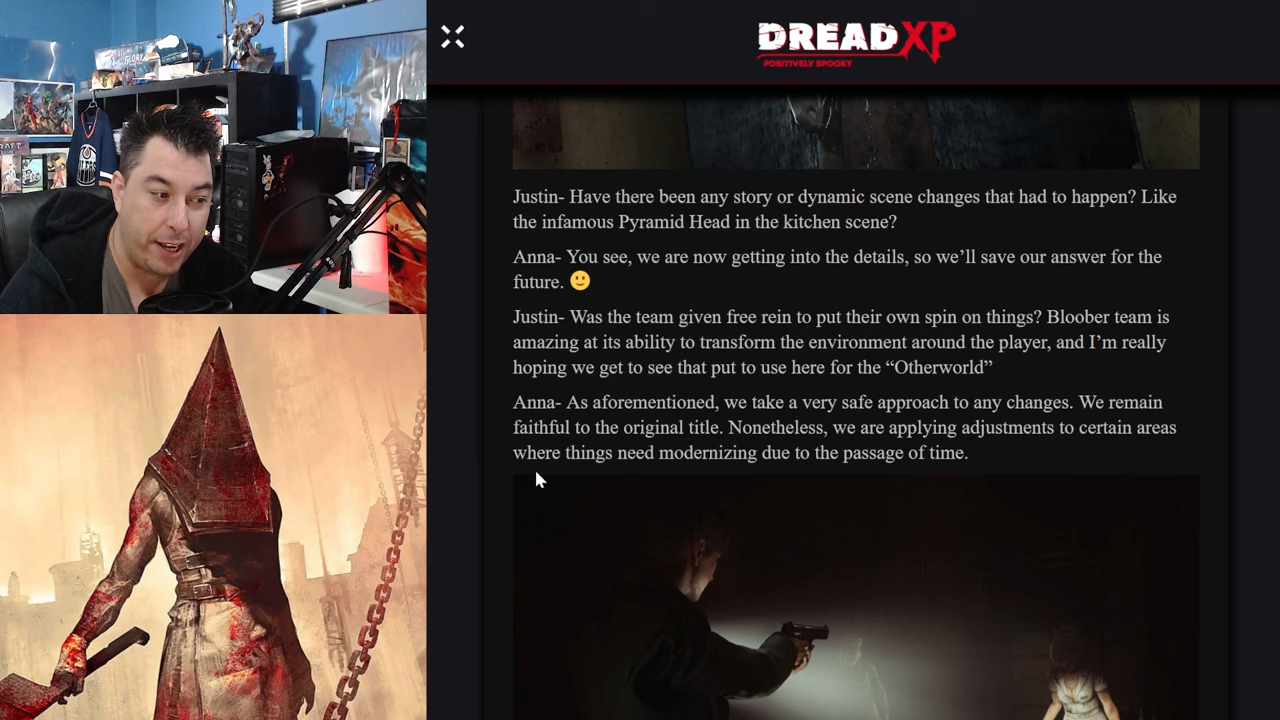 DREADXP
POSITIVELY SPOOKY
GLORY
OILERS
Justin- Have there been any story or dynamic scene changes that had to happen? Like
the infamous Pyramid Head in the kitchen scene?
Anna- You see, we are now getting into the details, so we’ll save our answer for the
future. 🙂
Justin- Was the team given free rein to put their own spin on things? Bloober team is
amazing at its ability to transform the environment around the player, and I’m really
hoping we get to see that put to use here for the “Otherworld”
Anna- As aforementioned, we take a very safe approach to any changes. We remain
faithful to the original title. Nonetheless, we are applying adjustments to certain areas
where things need modernizing due to the passage of time.